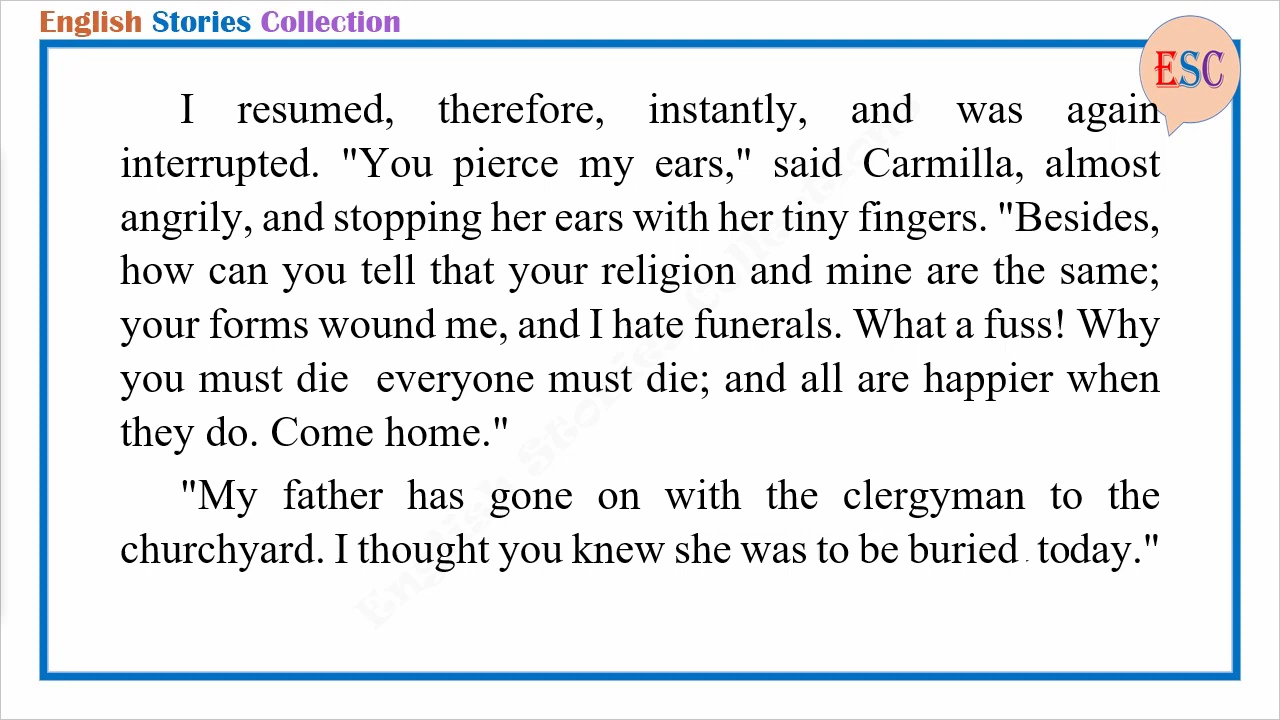 English Stories Collection
ESC
I resumed, therefore, instantly, and was again
interrupted. "You pierce my ears," said Carmilla, almost
angrily, and stopping her ears with her tiny fingers. "Besides,
how can you tell that your religion and mine are the same;
your forms wound me, and I hate funerals. What a fuss! Why
you must die  everyone must die; and all are happier when
they do. Come home."
"My father has gone on with the clergyman to the
churchyard. I thought you knew she was to be buried today."
English Stories Collection